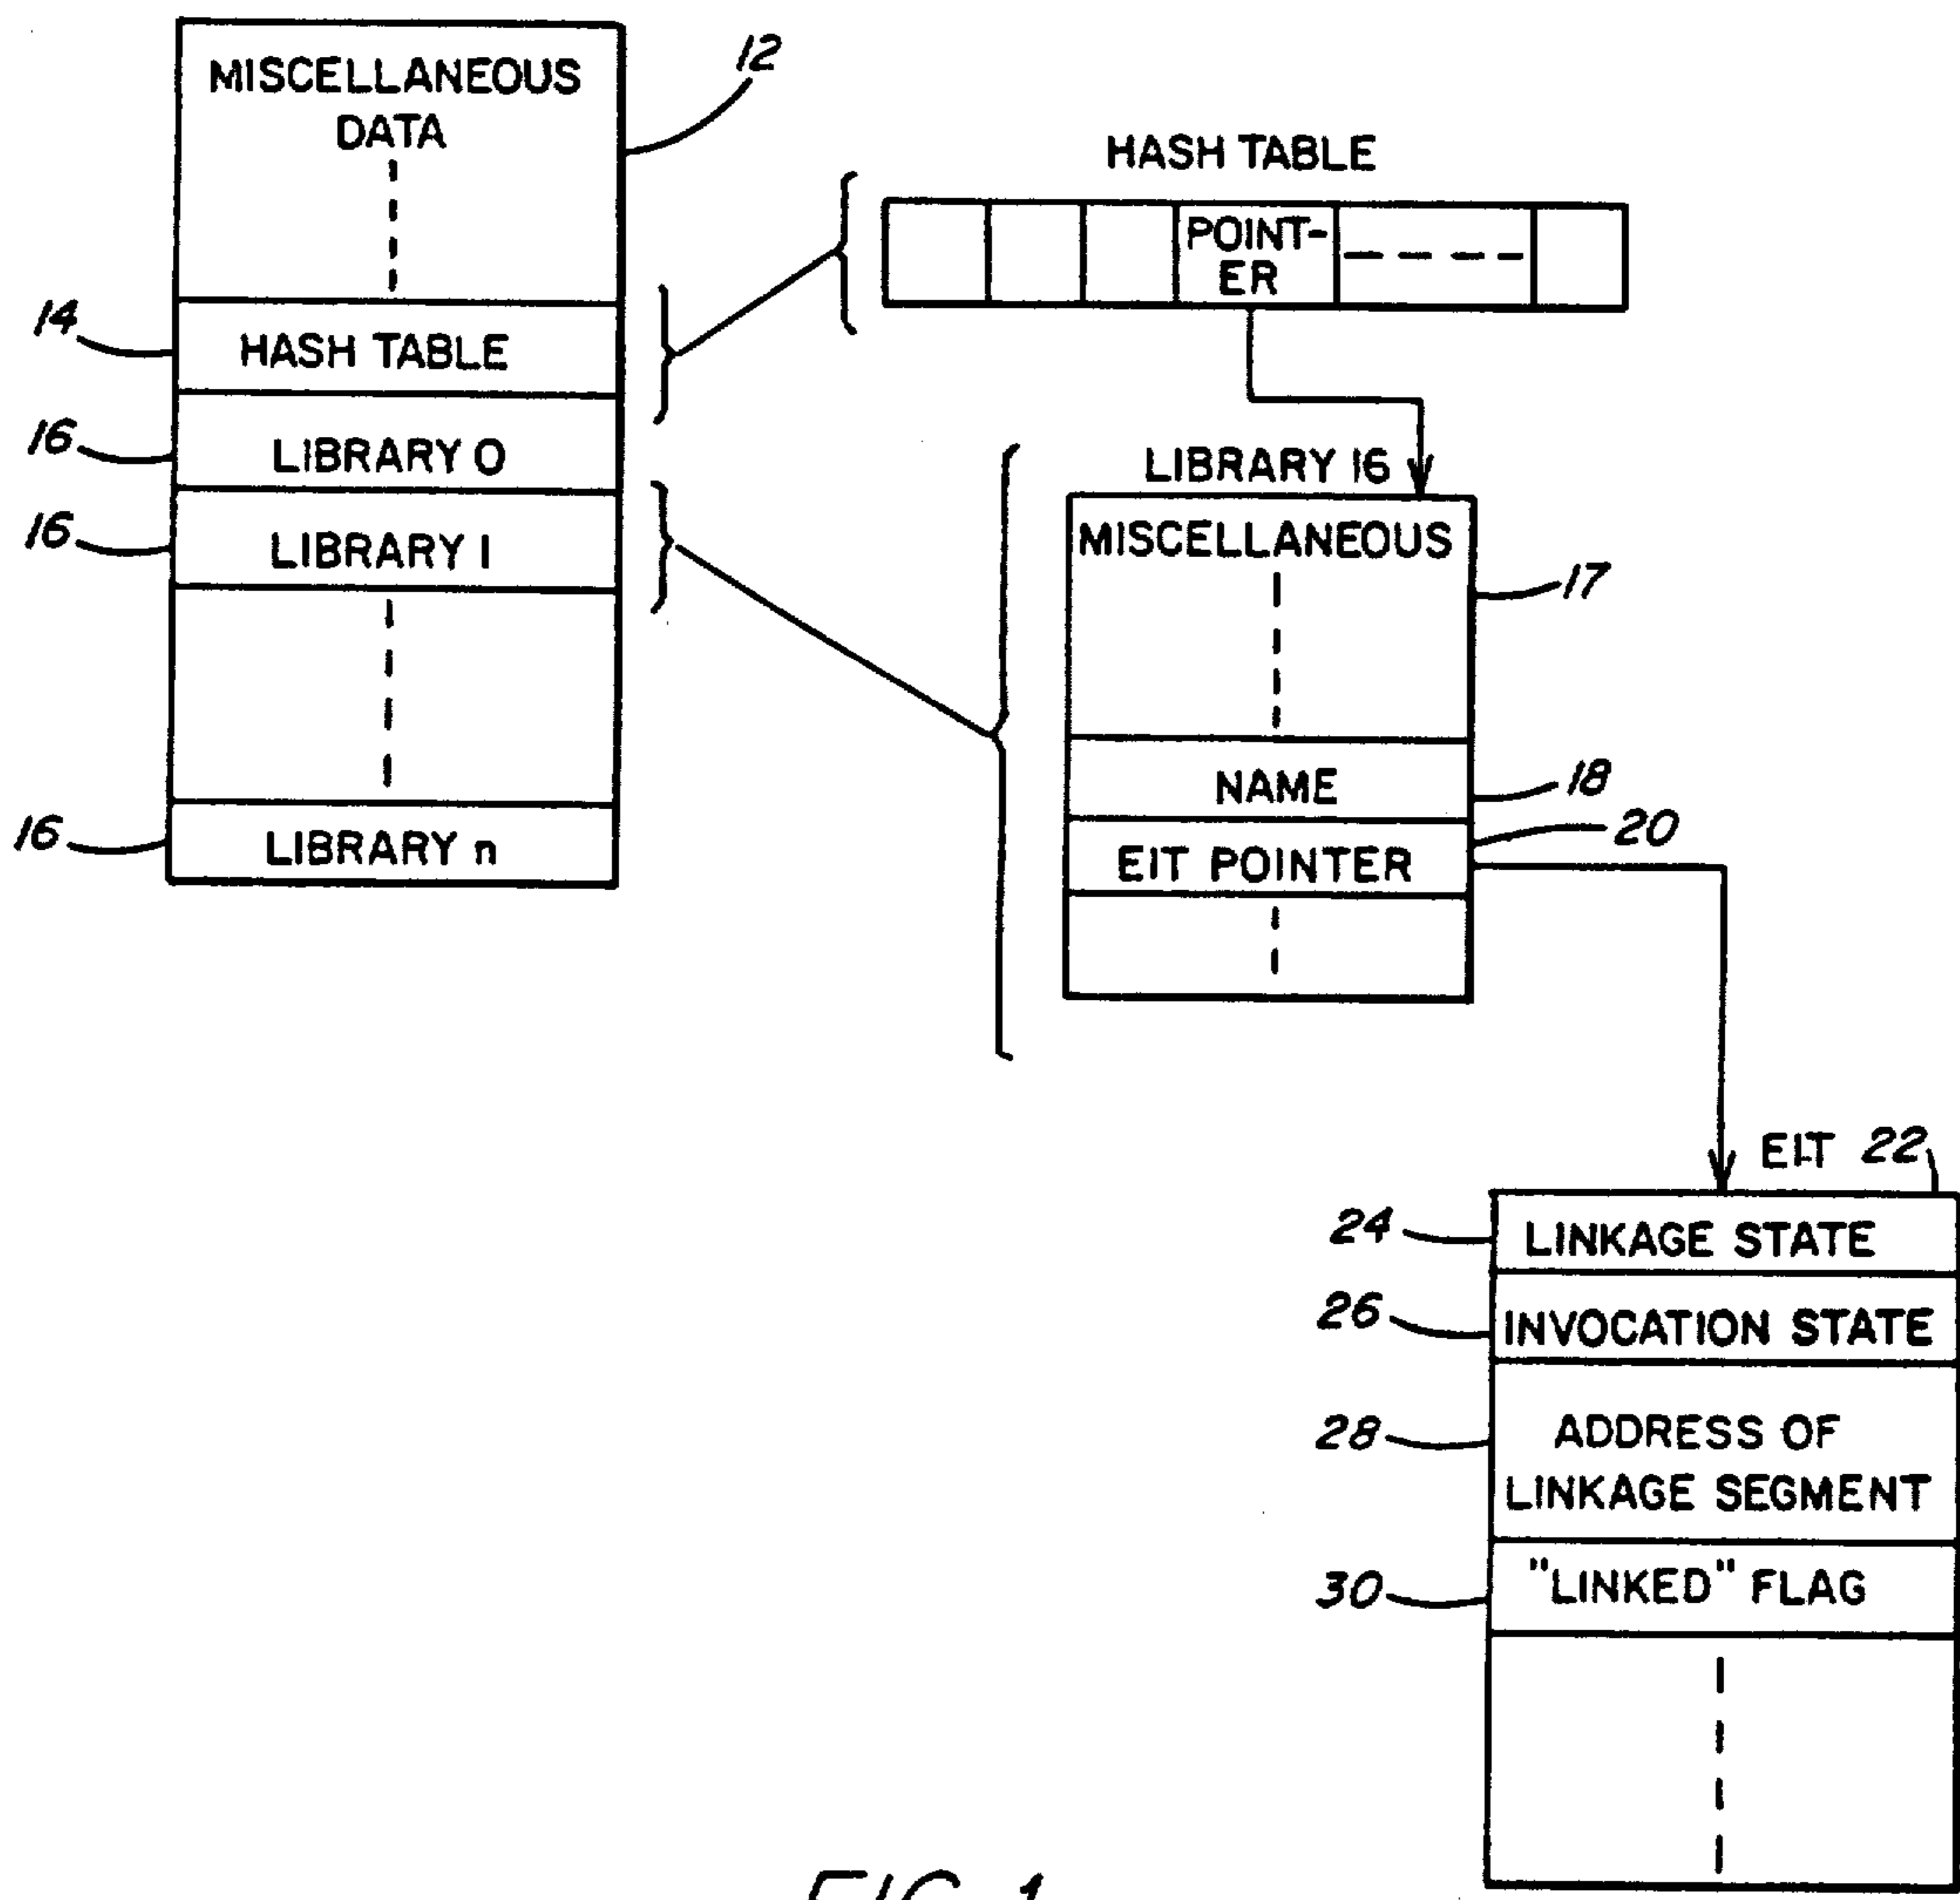 MISCELLANEOUS
DATA
12
14
HASH TABLE
16
LIBRARY 0
16
LIBRARY 1
16
LIBRARY n
HASH TABLE
POINT-
ER
LIBRARY 16
MISCELLANEOUS
17
NAME
18
EIT POINTER
20
EIT 22
24
LINKAGE STATE
26
INVOCATION STATE
28
ADDRESS OF
LINKAGE SEGMENT
30
"LINKED" FLAG
FIG. 1